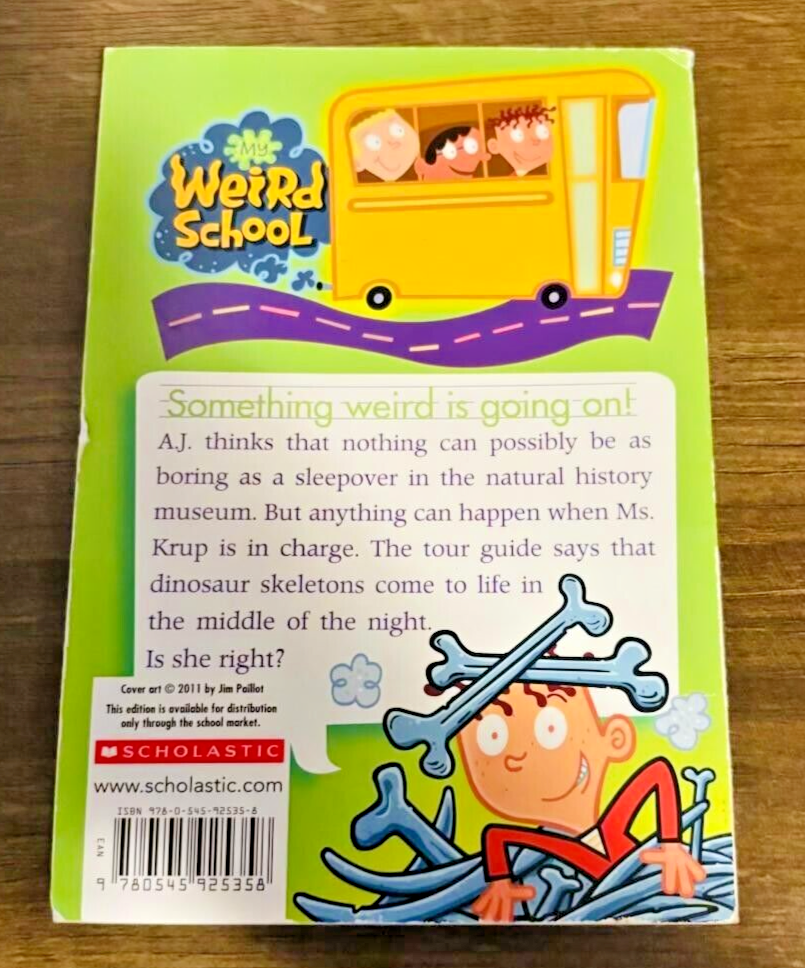 MY
WEIRD
SCHOOL
Something weird is going on!
A.J. thinks that nothing can possibly be as
boring as a sleepover in the natural history
museum. But anything can happen when Ms.
Krup is in charge. The tour guide says that
dinosaur skeletons come to life in
the middle of the night.
Is she right?
Cover art © 2011 by Jim Paillot
This edition is available for distribution
only through the school market.
SCHOLASTIC
www.scholastic.com
ISBN 978-0-545-92535-8
EAN
9 780545 925358